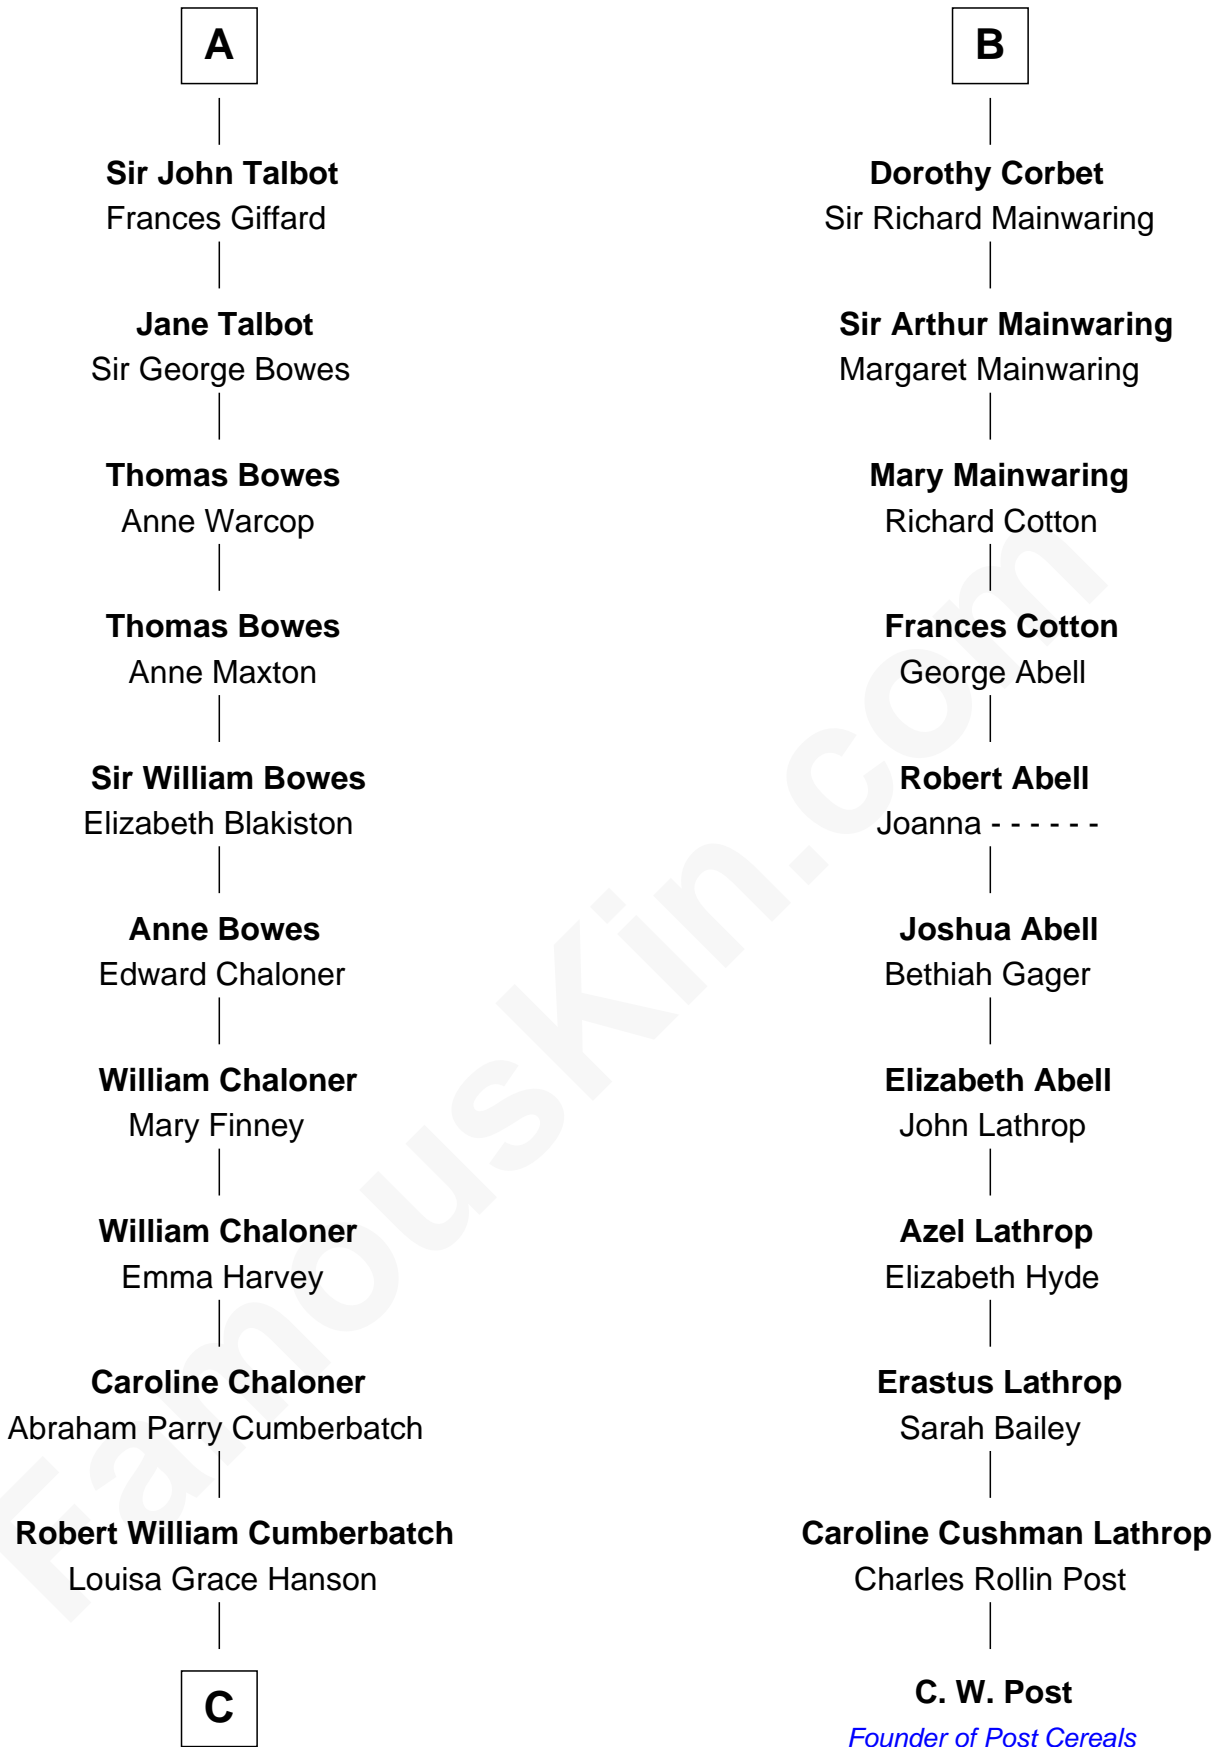 A
Sir John Talbot
Frances Giffard
Jane Talbot
Sir George Bowes
Thomas Bowes
Anne Warcop
Thomas Bowes
Anne Maxton
Sir William Bowes
Elizabeth Blakiston
Anne Bowes
Edward Chaloner
William Chaloner
Mary Finney
William Chaloner
Emma Harvey
Caroline Chaloner
Abraham Parry Cumberbatch
Robert William Cumberbatch
Louisa Grace Hanson
C
B
Dorothy Corbet
Sir Richard Mainwaring
Sir Arthur Mainwaring
Margaret Mainwaring
Mary Mainwaring
Richard Cotton
Frances Cotton
George Abell
Robert Abell
Joanna - - - - - -
Joshua Abell
Bethiah Gager
Elizabeth Abell
John Lathrop
Azel Lathrop
Elizabeth Hyde
Erastus Lathrop
Sarah Bailey
Caroline Cushman Lathrop
Charles Rollin Post
C. W. Post
Founder of Post Cereals
FamousKin.com